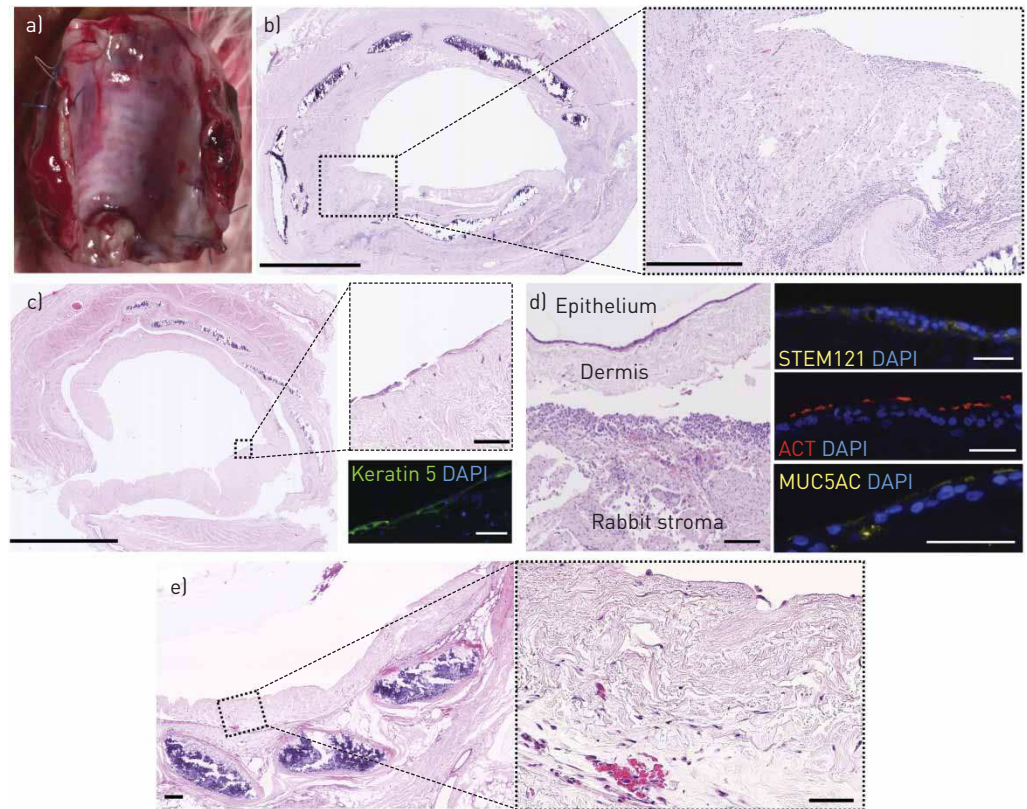 a)
b)
c)
Keratin 5 DAPI
d)
Epithelium
Dermis
Rabbit stroma
STEM121 DAPI
ACT DAPI
MUC5AC DAPI
e)